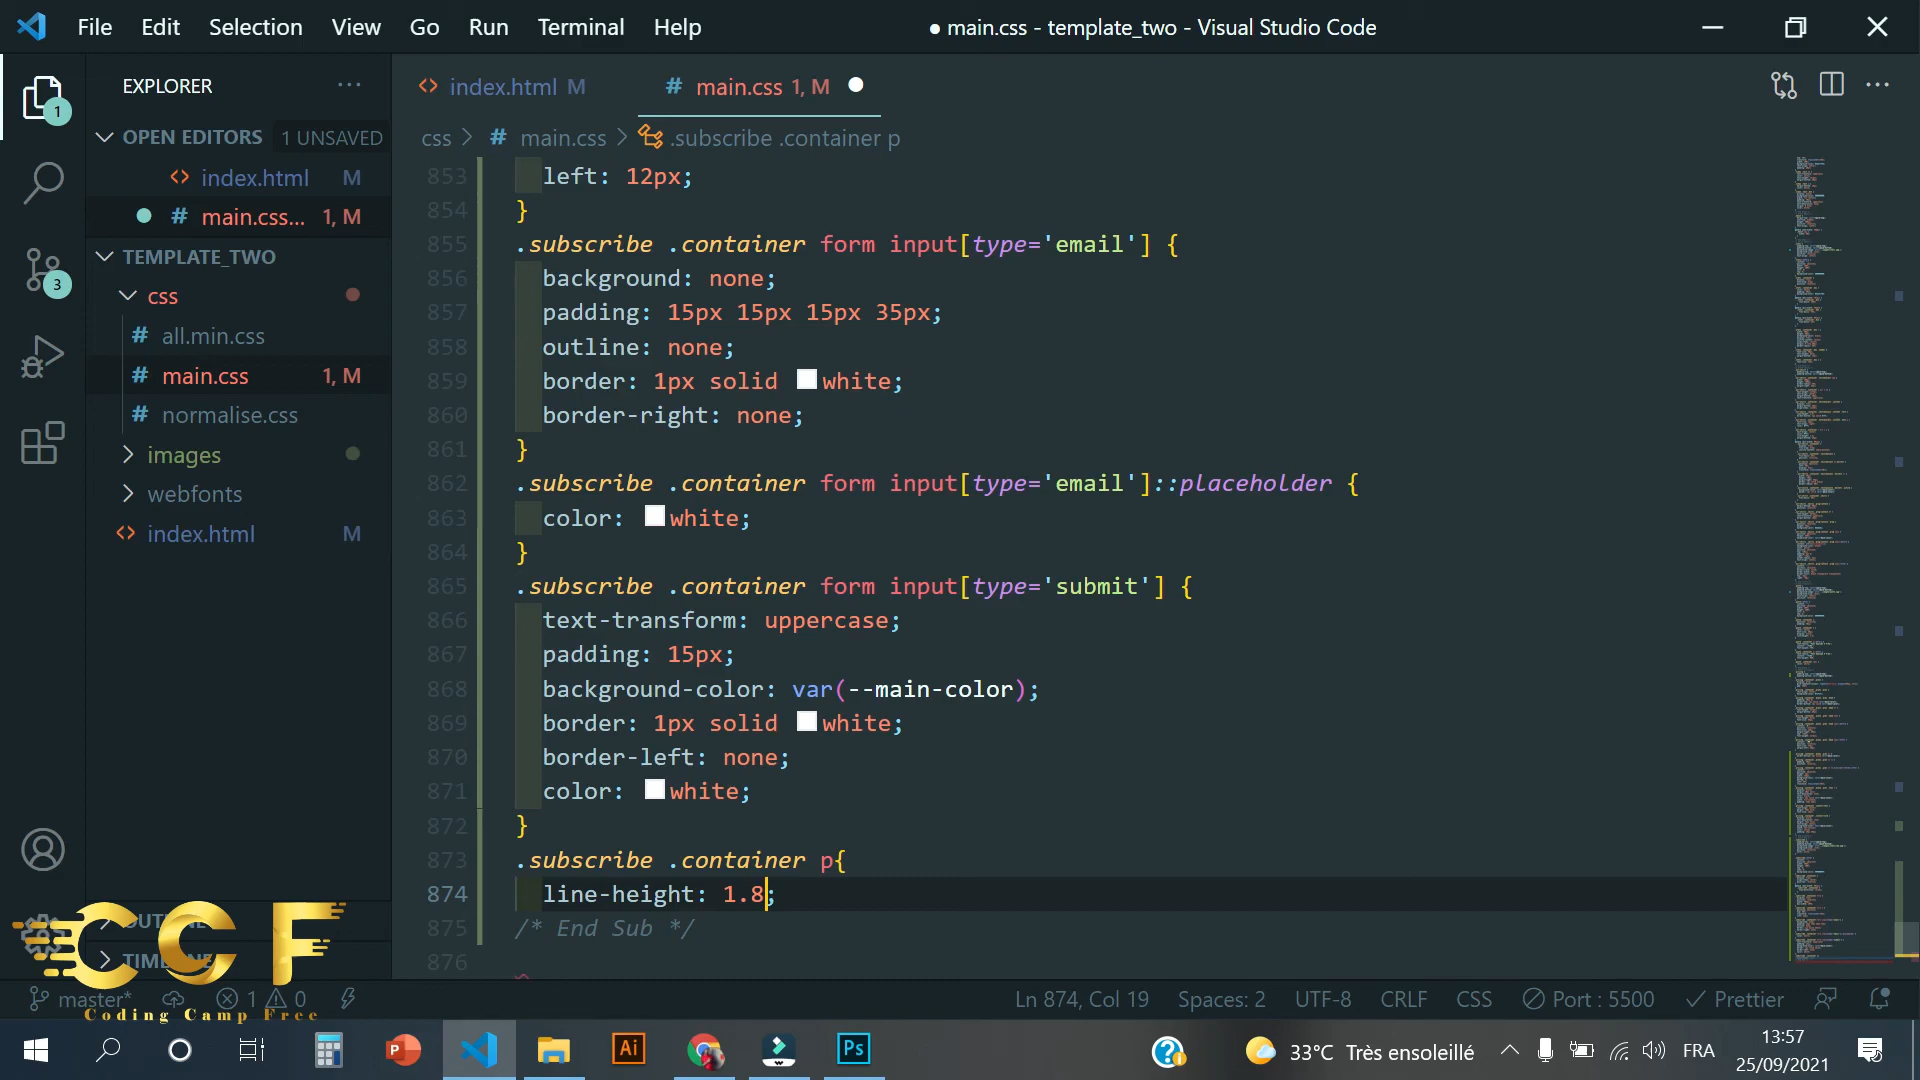 File Edit Selection View Go Run Terminal Help
● main.css - template_two - Visual Studio Code
EXPLORER
OPEN EDITORS 1 UNSAVED
<> index.html M
# main.css... 1, M
TEMPLATE_TWO
css
# all.min.css
# main.css 1, M
# normalise.css
images
webfonts
<> index.html M
1
3
OUTLINE
TIMELINE
<> index.html M
# main.css 1, M
css > # main.css > .subscribe .container p
853 left: 12px;
854 }
855 .subscribe .container form input[type='email'] {
856 background: none;
857 padding: 15px 15px 15px 35px;
858 outline: none;
859 border: 1px solid white;
860 border-right: none;
861 }
862 .subscribe .container form input[type='email']::placeholder {
863 color: white;
864 }
865 .subscribe .container form input[type='submit'] {
866 text-transform: uppercase;
867 padding: 15px;
868 background-color: var(--main-color);
869 border: 1px solid white;
870 border-left: none;
871 color: white;
872 }
873 .subscribe .container p{
874 line-height: 1.8;
875 /* End Sub */
876
CCF
Coding Camp Free
master* 1 0
Ln 874, Col 19 Spaces: 2 UTF-8 CRLF CSS Port : 5500 Prettier
P Ai Ps
33°C Très ensoleillé FRA
13:57
25/09/2021